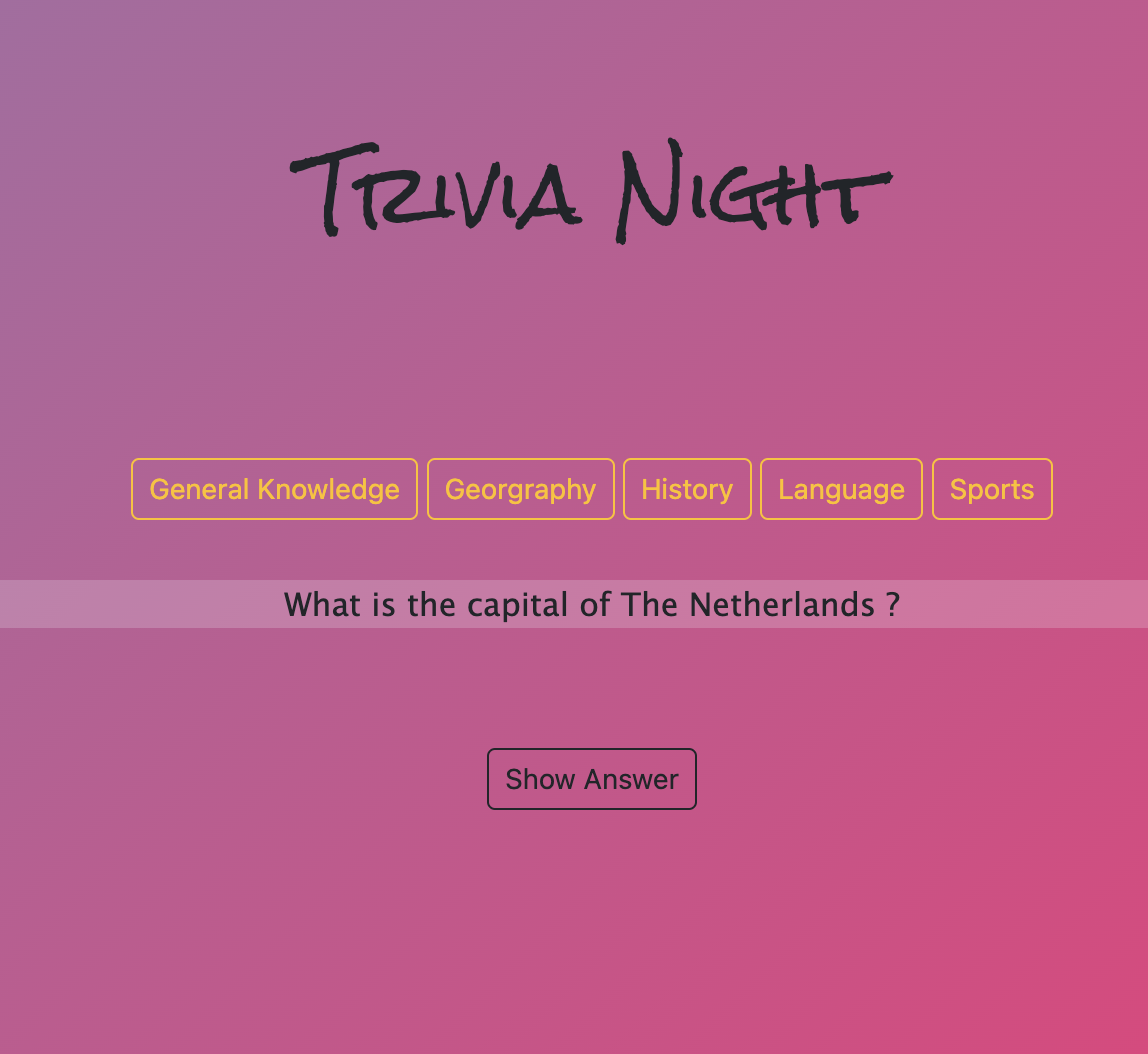 Trivia Night
General Knowledge Georgraphy History Language Sports
What is the capital of The Netherlands ?
Show Answer